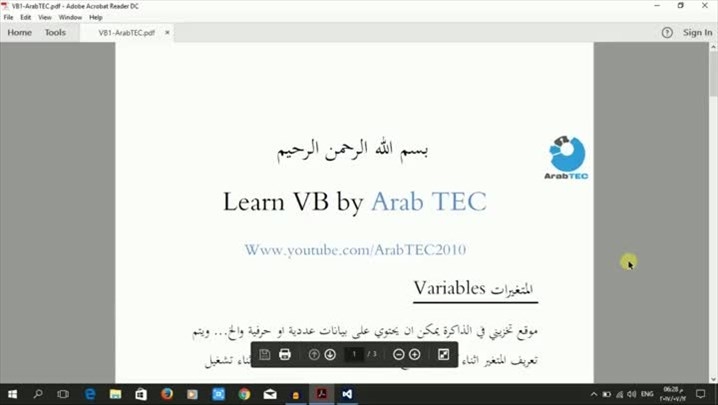 VB1-ArabTEC.pdf - Adobe Acrobat Reader DC
File Edit View Window Help
Home Tools VB1-ArabTEC.pdf × Sign In
بسم الله الرحمن الرحيم
ArabTEC
Learn VB by Arab TEC
Www.youtube.com/ArabTEC2010
المتغيرات Variables
موقع تخزيني في الذاكرة يمكن ان يحتوي على بيانات عددية او حرفية والخ... ويتم
تعريف المتغير اثناء
اثناء تشغيل
1 / 3
ENG 06:28 م